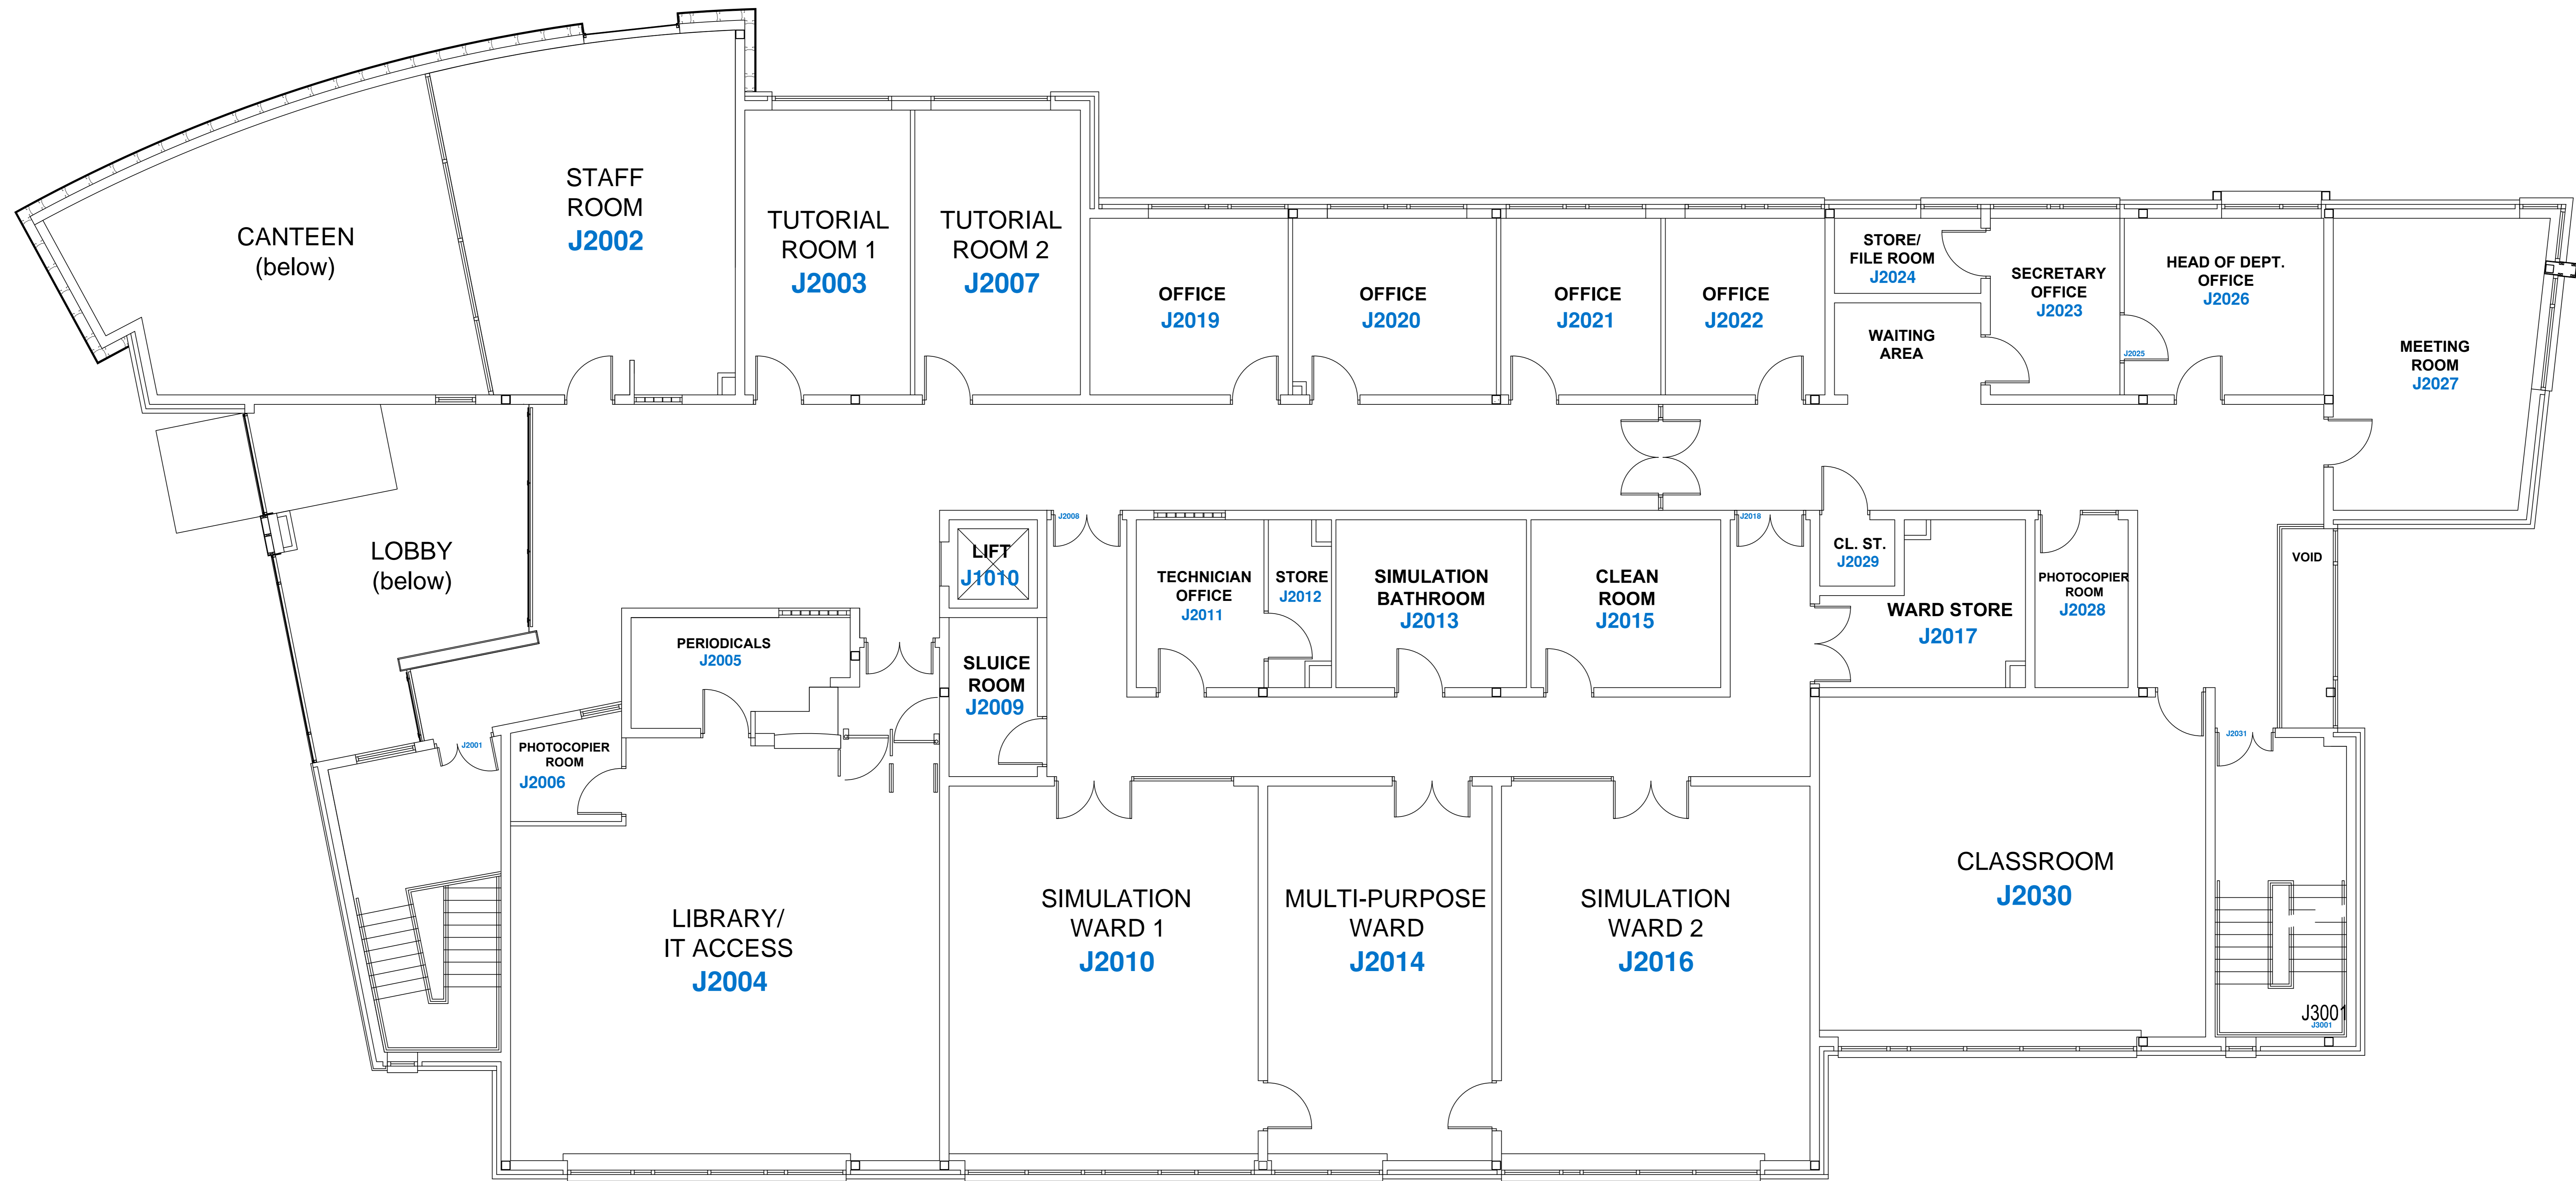 CANTEEN
(below)
STAFF
ROOM
J2002
TUTORIAL
ROOM 1
J2003
TUTORIAL
ROOM 2
J2007
OFFICE
J2019
OFFICE
J2020
OFFICE
J2021
OFFICE
J2022
STORE/
FILE ROOM
J2024
WAITING
AREA
SECRETARY
OFFICE
J2023
HEAD OF DEPT.
OFFICE
J2026
J2025
MEETING
ROOM
J2027
LOBBY
(below)
LIFT
J1010
J2008
TECHNICIAN
OFFICE
J2011
STORE
J2012
SIMULATION
BATHROOM
J2013
CLEAN
ROOM
J2015
J2018
CL. ST.
J2029
WARD STORE
J2017
PHOTOCOPIER
ROOM
J2028
VOID
PERIODICALS
J2005
SLUICE
ROOM
J2009
J2001
PHOTOCOPIER
ROOM
J2006
J2031
LIBRARY/
IT ACCESS
J2004
SIMULATION
WARD 1
J2010
MULTI-PURPOSE
WARD
J2014
SIMULATION
WARD 2
J2016
CLASSROOM
J2030
J3001
J3001